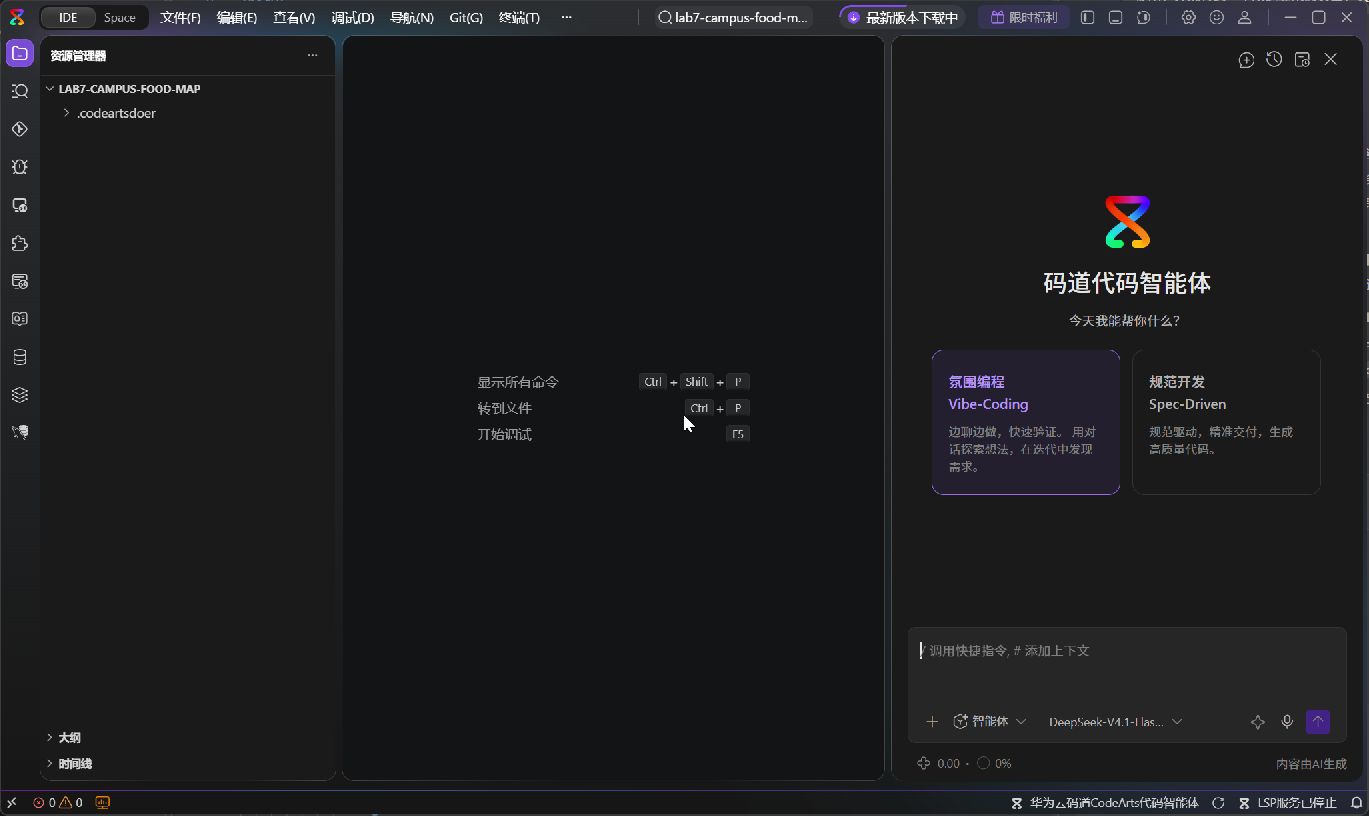 IDE Space 文件(F) 编辑(E) 查看(V) 调试(D) 导航(N) Git(G) 终端(T) ··· lab7-campus-food-m... 最新版本下载中 限时福利
资源管理器 ···
LAB7-CAMPUS-FOOD-MAP
.codeartsdoer
显示所有命令 Ctrl + Shift + P
转到文件 Ctrl + P
开始调试 F5
大纲
时间线
码道代码智能体
今天我能帮你什么?
氛围编程
Vibe-Coding
边聊边做，快速验证。用对
话探索想法，在迭代中发现
需求。
规范开发
Spec-Driven
规范驱动，精准交付，生成
高质量代码。
/ 调用快捷指令, # 添加上下文
智能体 DeepSeek-V4.1-Flas...
0.00 · 0% 内容由AI生成
0 0 华为云码道CodeArts代码智能体 LSP服务已停止